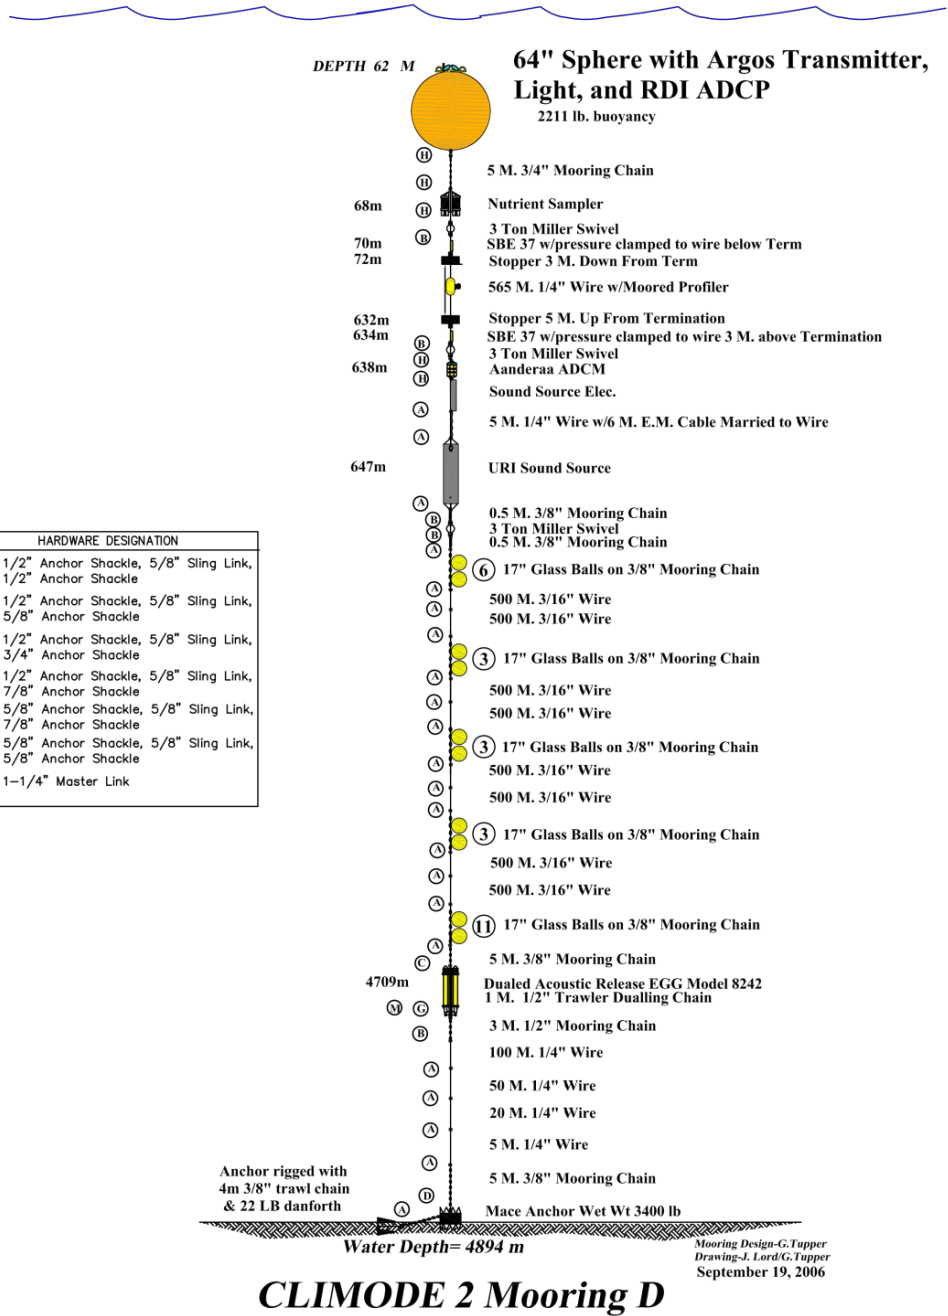 DEPTH 62 M
64" Sphere with Argos Transmitter,
Light, and RDI ADCP
2211 lb. buoyancy
H
5 M. 3/4" Mooring Chain
H
68m
H
Nutrient Sampler
3 Ton Miller Swivel
B
70m
SBE 37 w/pressure clamped to wire below Term
72m
Stopper 3 M. Down From Term
565 M. 1/4" Wire w/Moored Profiler
632m
Stopper 5 M. Up From Termination
634m
SBE 37 w/pressure clamped to wire 3 M. above Termination
B
3 Ton Miller Swivel
H
638m
Aanderaa ADCM
H
Sound Source Elec.
A
5 M. 1/4" Wire w/6 M. E.M. Cable Married to Wire
A
647m
URI Sound Source
A
0.5 M. 3/8" Mooring Chain
B
3 Ton Miller Swivel
B
0.5 M. 3/8" Mooring Chain
A
6 17" Glass Balls on 3/8" Mooring Chain
A
500 M. 3/16" Wire
A
500 M. 3/16" Wire
A
3 17" Glass Balls on 3/8" Mooring Chain
A
500 M. 3/16" Wire
A
500 M. 3/16" Wire
A
3 17" Glass Balls on 3/8" Mooring Chain
A
500 M. 3/16" Wire
A
500 M. 3/16" Wire
A
3 17" Glass Balls on 3/8" Mooring Chain
A
500 M. 3/16" Wire
A
500 M. 3/16" Wire
A
11 17" Glass Balls on 3/8" Mooring Chain
A
5 M. 3/8" Mooring Chain
C
4709m
Dualed Acoustic Release EGG Model 8242
1 M. 1/2" Trawler Dualling Chain
M G
3 M. 1/2" Mooring Chain
B
100 M. 1/4" Wire
A
50 M. 1/4" Wire
A
20 M. 1/4" Wire
A
5 M. 1/4" Wire
A
5 M. 3/8" Mooring Chain
D
A
Mace Anchor Wet Wt 3400 lb
Anchor rigged with
4m 3/8" trawl chain
& 22 LB danforth
HARDWARE DESIGNATION
1/2" Anchor Shackle, 5/8" Sling Link,
1/2" Anchor Shackle
1/2" Anchor Shackle, 5/8" Sling Link,
5/8" Anchor Shackle
1/2" Anchor Shackle, 5/8" Sling Link,
3/4" Anchor Shackle
1/2" Anchor Shackle, 5/8" Sling Link,
7/8" Anchor Shackle
5/8" Anchor Shackle, 5/8" Sling Link,
7/8" Anchor Shackle
5/8" Anchor Shackle, 5/8" Sling Link,
5/8" Anchor Shackle
1-1/4" Master Link
Water Depth= 4894 m
Mooring Design-G.Tupper
Drawing-J. Lord/G.Tupper
September 19, 2006
CLIMODE 2 Mooring D